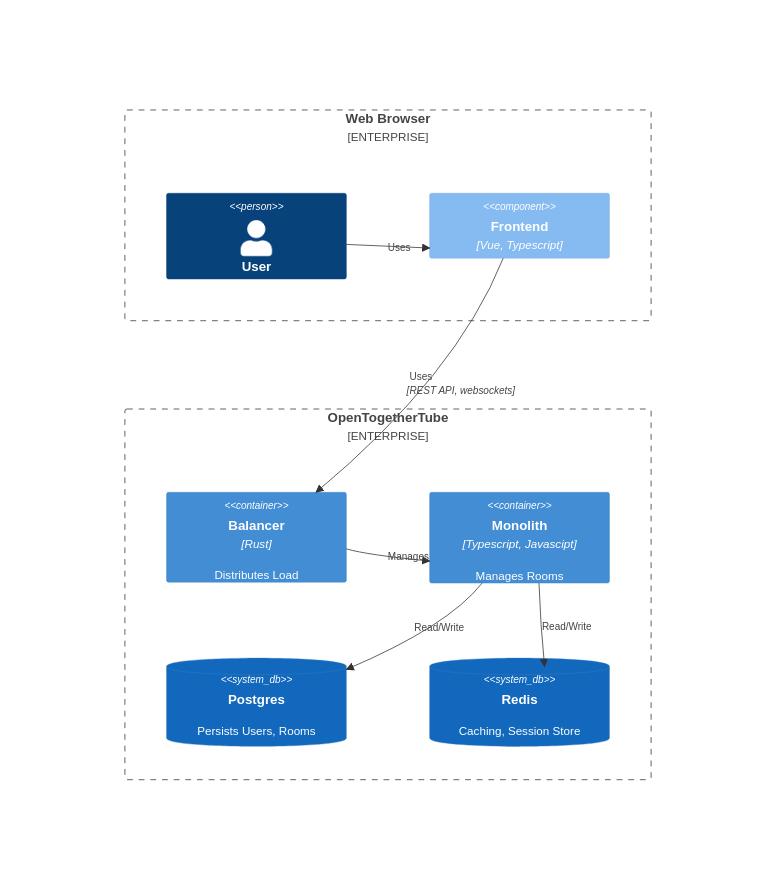 Web Browser
[ENTERPRISE]
<<person>>
User
Uses
<<component>>
Frontend
[Vue, Typescript]
Uses
[REST API, websockets]
OpenTogetherTube
[ENTERPRISE]
<<container>>
Balancer
[Rust]
Distributes Load
Manages
<<container>>
Monolith
[Typescript, Javascipt]
Manages Rooms
Read/Write
Read/Write
<<system_db>>
Postgres
Persists Users, Rooms
<<system_db>>
Redis
Caching, Session Store